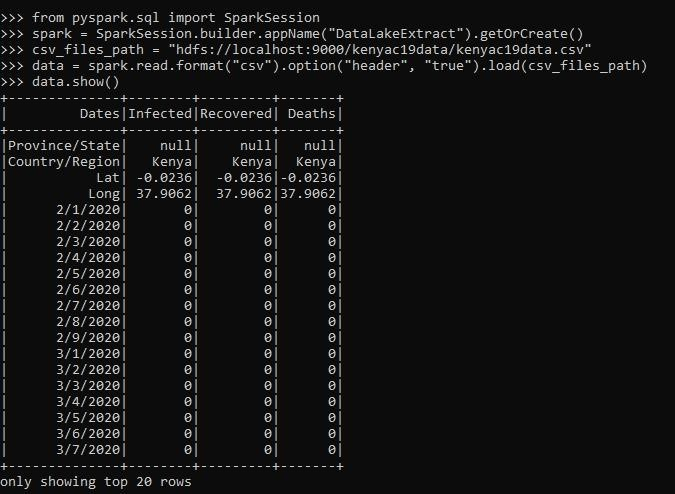 >>> from pyspark.sql import SparkSession
>>> spark = SparkSession.builder.appName("DataLakeExtract").getOrCreate()
>>> csv_files_path = "hdfs://localhost:9000/kenyac19data/kenyac19data.csv"
>>> data = spark.read.format("csv").option("header", "true").load(csv_files_path)
>>> data.show()
+--------------+--------+---------+-------+
|         Dates|Infected|Recovered| Deaths|
+--------------+--------+---------+-------+
|Province/State|    null|     null|   null|
|Country/Region|   Kenya|    Kenya|  Kenya|
|           Lat| -0.0236|  -0.0236|-0.0236|
|          Long| 37.9062|  37.9062|37.9062|
|      2/1/2020|       0|        0|      0|
|      2/2/2020|       0|        0|      0|
|      2/3/2020|       0|        0|      0|
|      2/4/2020|       0|        0|      0|
|      2/5/2020|       0|        0|      0|
|      2/6/2020|       0|        0|      0|
|      2/7/2020|       0|        0|      0|
|      2/8/2020|       0|        0|      0|
|      2/9/2020|       0|        0|      0|
|      3/1/2020|       0|        0|      0|
|      3/2/2020|       0|        0|      0|
|      3/3/2020|       0|        0|      0|
|      3/4/2020|       0|        0|      0|
|      3/5/2020|       0|        0|      0|
|      3/6/2020|       0|        0|      0|
|      3/7/2020|       0|        0|      0|
+--------------+--------+---------+-------+
only showing top 20 rows